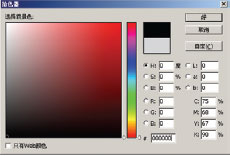 拾色器
选择前景色:
好
取消
自定(C)
H: 0 度
L: 0
S: 0 %
a: 0
B: 0 %
b: 0
R: 0
C: 75 %
G: 0
M: 68 %
B: 0
Y: 67 %
# 000000
K: 90 %
只有Web颜色